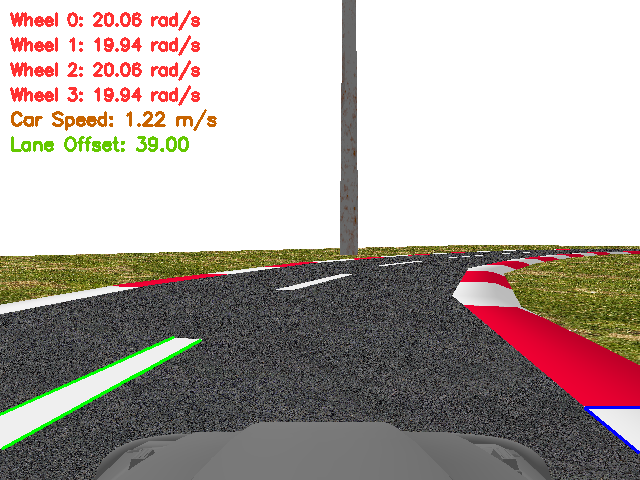 Wheel 0: 20.06 rad/s
Wheel 1: 19.94 rad/s
Wheel 2: 20.06 rad/s
Wheel 3: 19.94 rad/s
Car Speed: 1.22 m/s
Lane Offset: 39.00